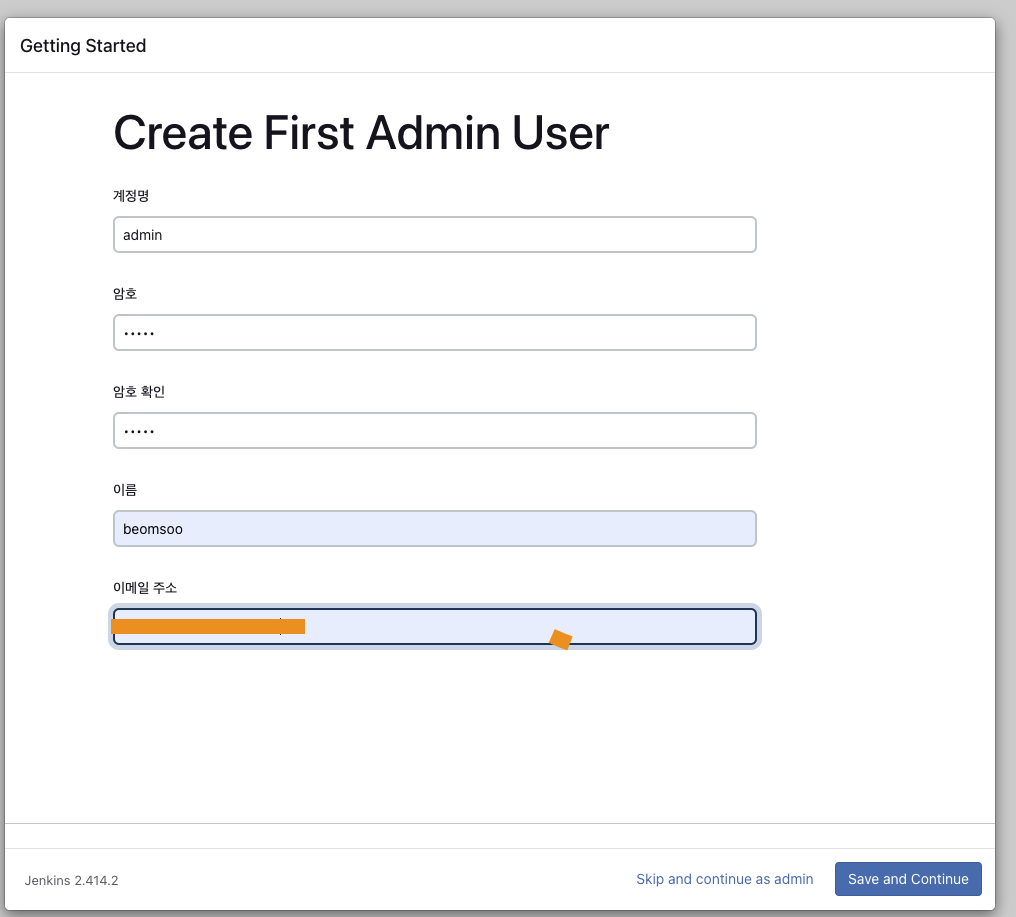 Getting Started
Create First Admin User
계정명
admin
암호
•••••
암호 확인
•••••
이름
beomsoo
이메일 주소
Jenkins 2.414.2
Skip and continue as admin
Save and Continue